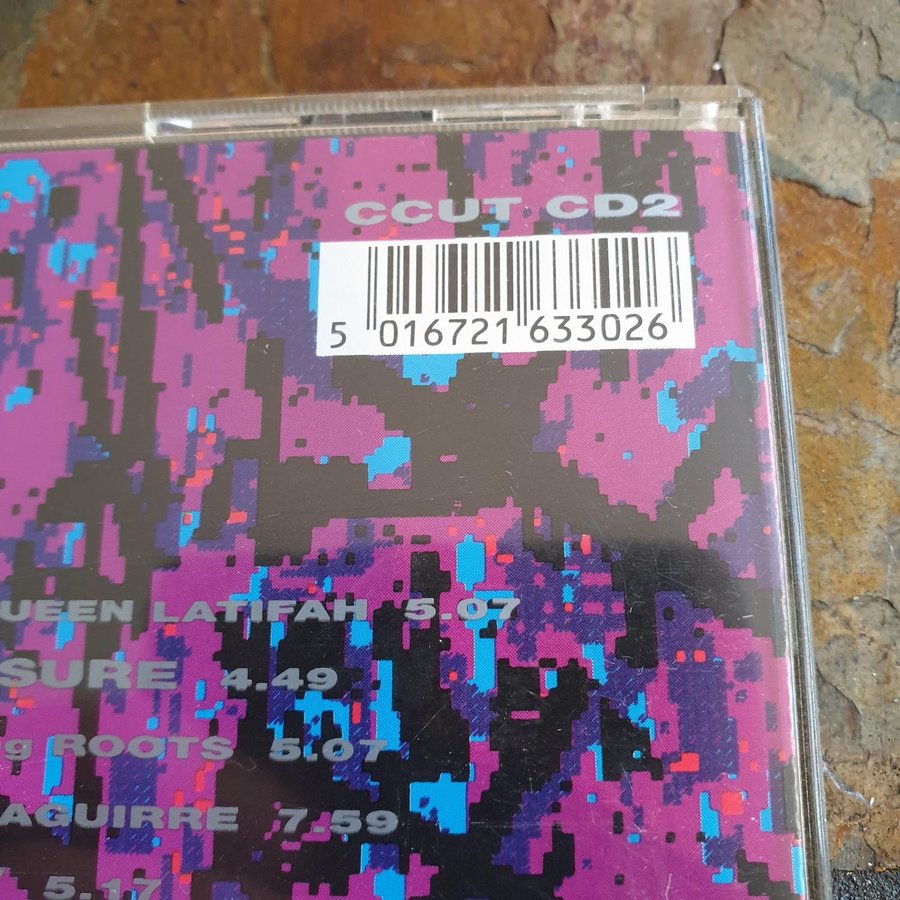 CCUT CD2
5 016721 633026
UEEN LATIFAH 5.07
SURE 4.49
g ROOTS 5.07
AGUIRRE 7.59
5.17